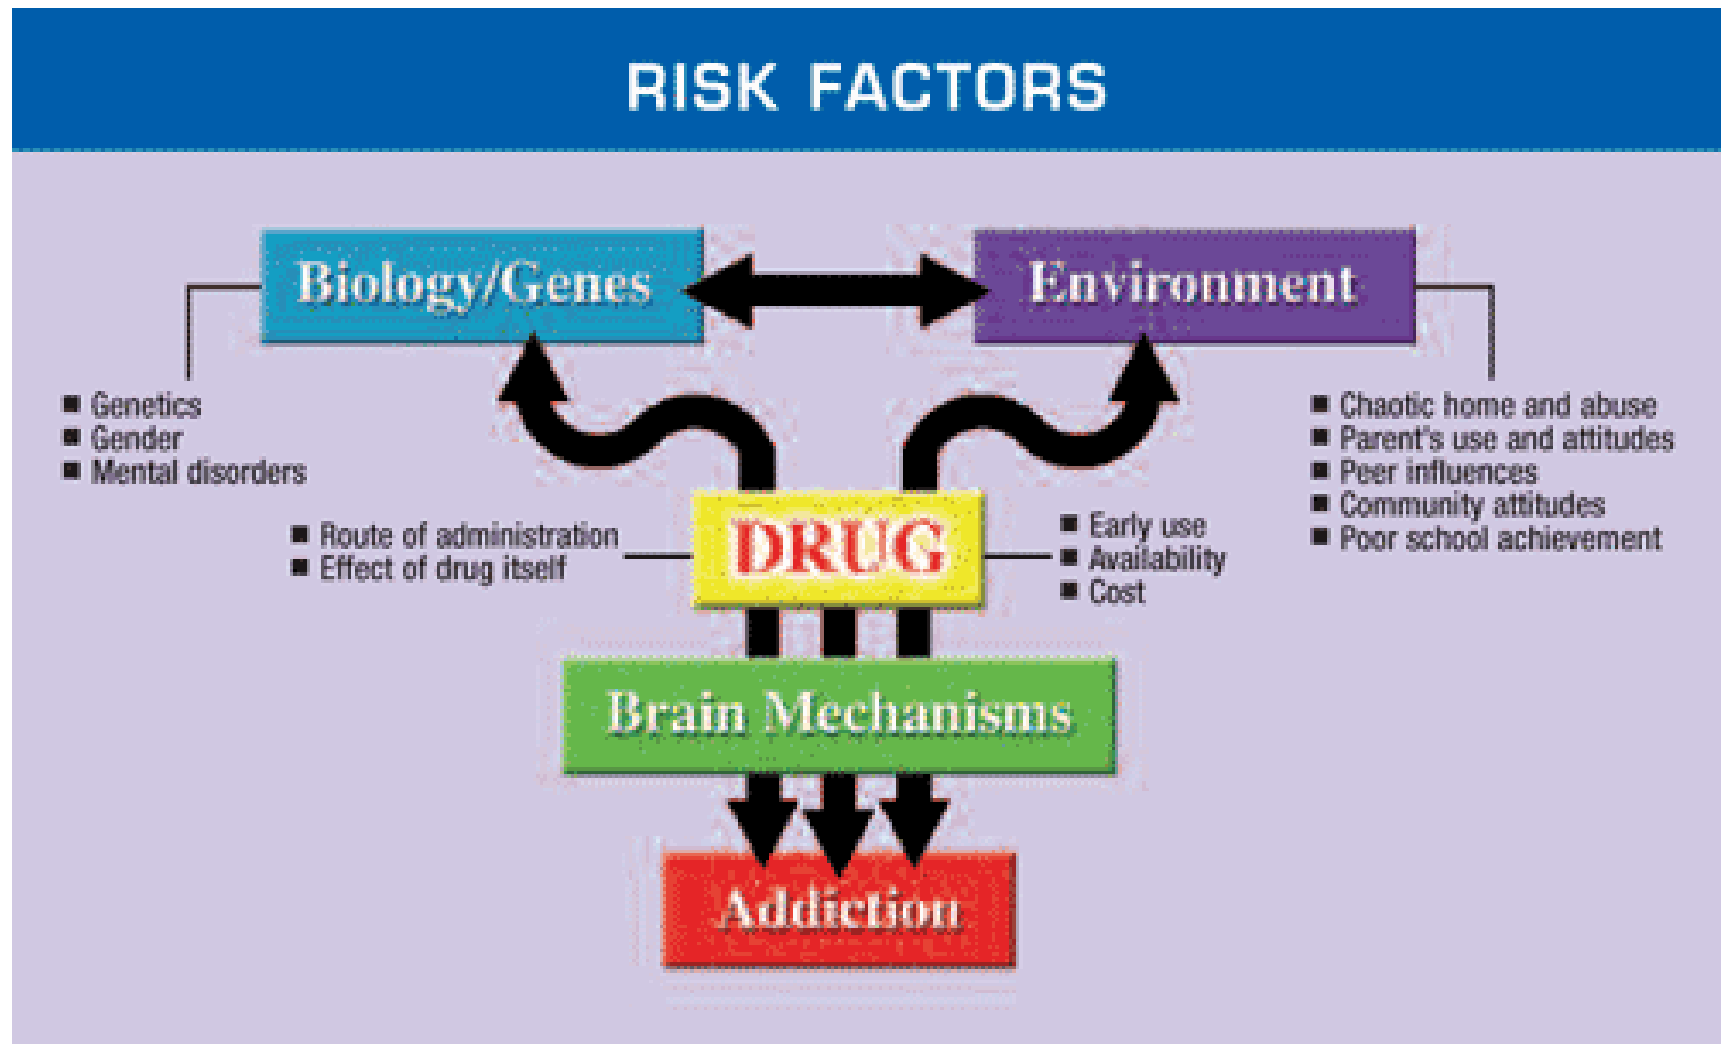 RISK FACTORS
Biology/Genes
Environment
■ Genetics
■ Gender
■ Mental disorders
■ Chaotic home and abuse
■ Parent's use and attitudes
■ Peer influences
■ Community attitudes
■ Poor school achievement
■ Route of administration
■ Effect of drug itself
DRUG
■ Early use
■ Availability
■ Cost
Brain Mechanisms
Addiction